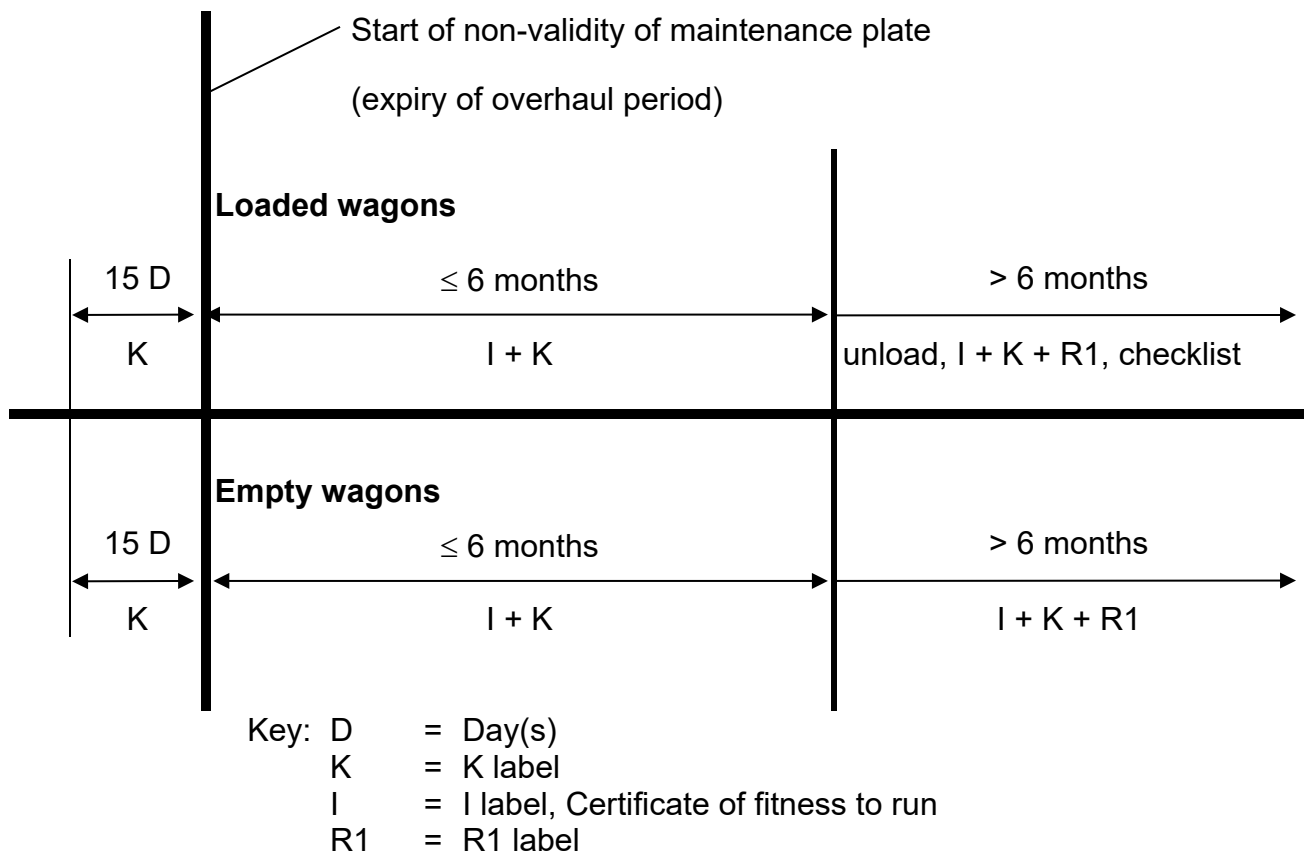 Start of non-validity of maintenance plate
(expiry of overhaul period)
Loaded wagons
15 D ≤ 6 months > 6 months
K I + K unload, I + K + R1, checklist
Empty wagons
15 D ≤ 6 months > 6 months
K I + K I + K + R1
Key: D = Day(s)
K = K label
I = I label, Certificate of fitness to run
R1 = R1 label